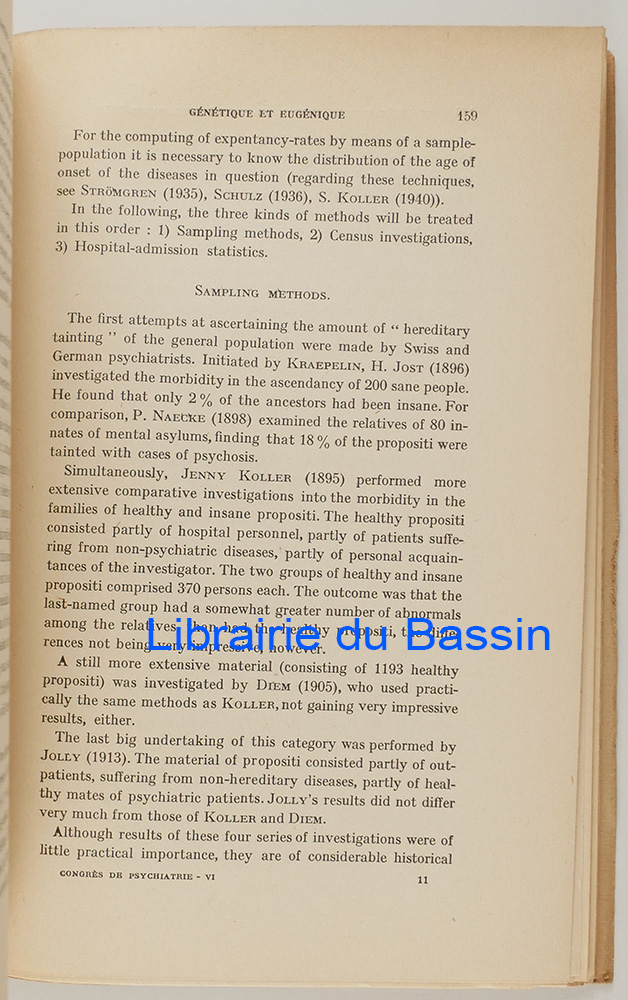 GÉNÉTIQUE ET EUGÉNIQUE 159
For the computing of expentancy-rates by means of a sample-
population it is necessary to know the distribution of the age of
onset of the diseases in question (regarding these techniques,
see STRÖMGREN (1935), SCHULZ (1936), S. KOLLER (1940)).
In the following, the three kinds of methods will be treated
in this order : 1) Sampling methods, 2) Census investigations,
3) Hospital-admission statistics.
SAMPLING METHODS.
The first attempts at ascertaining the amount of “ hereditary
tainting ” of the general population were made by Swiss and
German psychiatrists. Initiated by KRAEPELIN, H. JOST (1896)
investigated the morbidity in the ascendancy of 200 sane people.
He found that only 2 % of the ancestors had been insane. For
comparison, P. NAECKE (1898) examined the relatives of 80 in-
nates of mental asylums, finding that 18 % of the propositi were
tainted with cases of psychosis.
Simultaneously, JENNY KOLLER (1895) performed more
extensive comparative investigations into the morbidity in the
families of healthy and insane propositi. The healthy propositi
consisted partly of hospital personnel, partly of patients suffe-
ring from non-psychiatric diseases, partly of personal acquain-
tances of the investigator. The two groups of healthy and insane
propositi comprised 370 persons each. The outcome was that the
last-named group had a somewhat greater number of abnormals
among the relatives, than had the healthy propositi, the diffe-
rences not being very impressive, however.
Librairie du Bassin
A still more extensive material (consisting of 1193 healthy
propositi) was investigated by DIEM (1905), who used practi-
cally the same methods as KOLLER, not gaining very impressive
results, either.
The last big undertaking of this category was performed by
JOLLY (1913). The material of propositi consisted partly of out-
patients, suffering from non-hereditary diseases, partly of heal-
thy mates of psychiatric patients. JOLLY'S results did not differ
very much from those of KOLLER and DIEM.
Although results of these four series of investigations were of
little practical importance, they are of considerable historical
CONGRÈS DE PSYCHIATRIE - VI 11